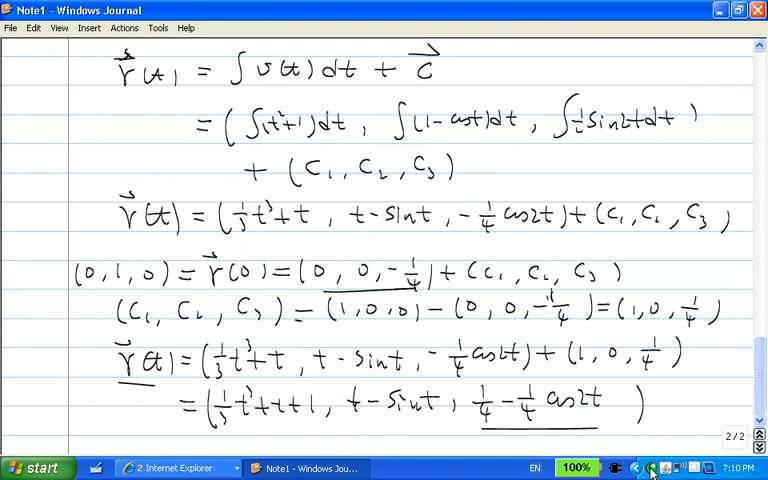 Note1 - Windows Journal
File Edit View Insert Actions Tools Help
r⃗(t) = ∫ v(t) dt + C⃗
= ( ∫(t²+1)dt , ∫(1-cost)dt , ∫½sin2tdt )
+ (C₁, C₂, C₃)
r⃗(t) = (⅓t³+t , t-sint , -¼cos2t) + (C₁, C₂, C₃)
(0,1,0) = r⃗(0) = (0, 0, -¼) + (C₁, C₂, C₃)
(C₁, C₂, C₃) = (1,0,0) - (0, 0, -¼) = (1,0,¼)
r⃗(t) = (⅓t³+t, t-sint, -¼cos2t) + (1, 0, ¼)
= (⅓t³+t+1, t-sint, ¼-¼cos2t )
2 / 2
start 2 Internet Explorer Note1 - Windows Jou... EN 100% 7:10 PM